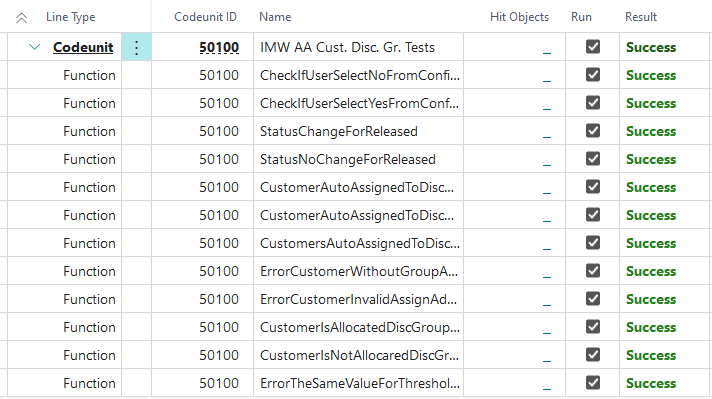 Line Type Codeunit ID Name Hit Objects Run Result
Codeunit 50100 IMW AA Cust. Disc. Gr. Tests _ Success
Function 50100 CheckIfUserSelectNoFromConfi... _ Success
Function 50100 CheckIfUserSelectYesFromConf... _ Success
Function 50100 StatusChangeForReleased _ Success
Function 50100 StatusNoChangeForReleased _ Success
Function 50100 CustomerAutoAssignedToDisc... _ Success
Function 50100 CustomerAutoAssignedToDisc... _ Success
Function 50100 CustomersAutoAssignedToDisc... _ Success
Function 50100 ErrorCustomerWithoutGroupA... _ Success
Function 50100 ErrorCustomerInvalidAssignAd... _ Success
Function 50100 CustomerIsAllocatedDiscGroup... _ Success
Function 50100 CustomerIsNotAllocaredDiscGr... _ Success
Function 50100 ErrorTheSameValueForThreshol... _ Success